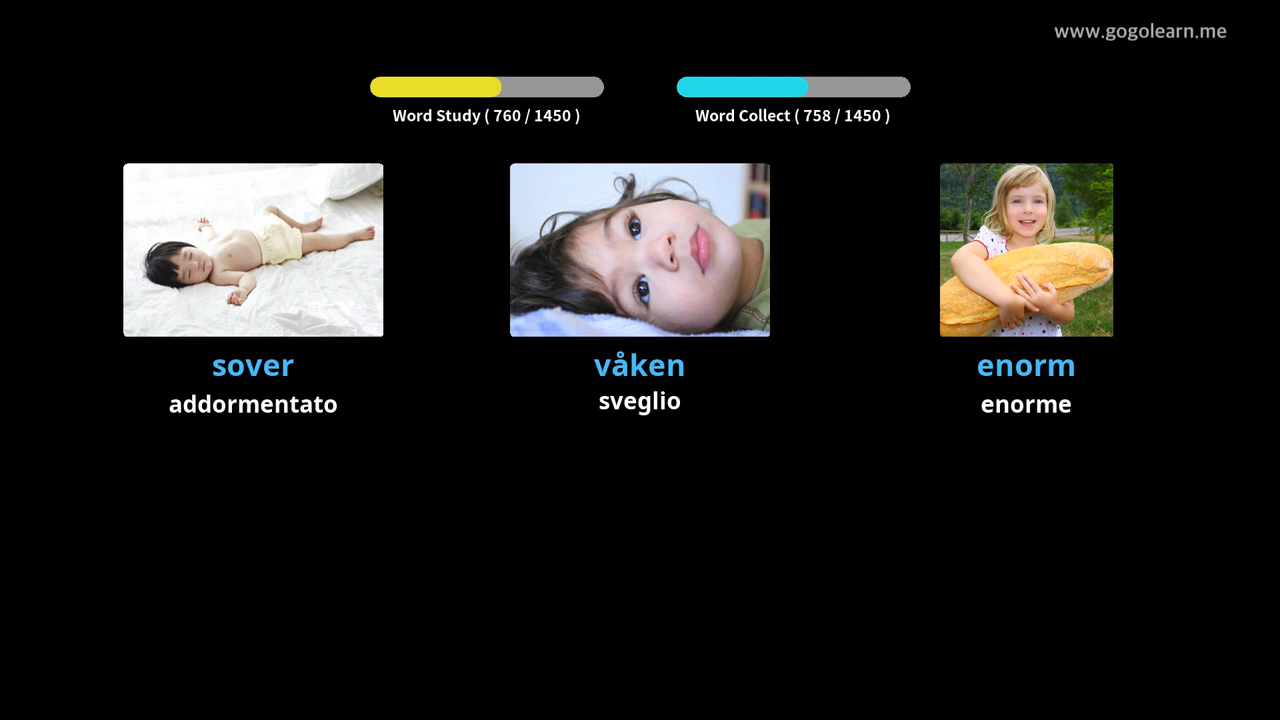 www.gogolearn.me
Word Study ( 760 / 1450 )
Word Collect ( 758 / 1450 )
sover
addormentato
våken
sveglio
enorm
enorme